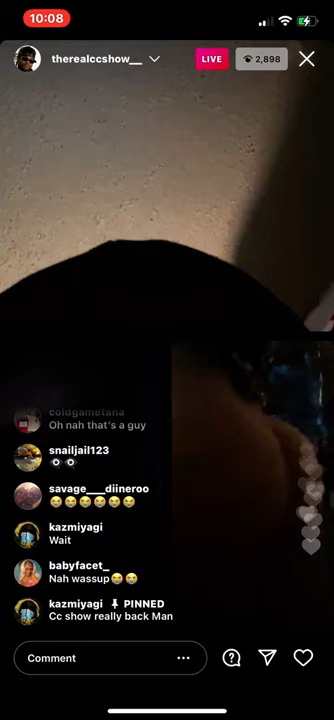 10:08
therealccshow__
LIVE
2,898
coldgametana
Oh nah that's a guy
snailjail123
👀
savage___diineroo
😭😭😭😭😭😭
kazmiyagi
Wait
babyfacet_
Nah wassup😭😭
kazmiyagi 📌 PINNED
Cc show really back Man
Comment